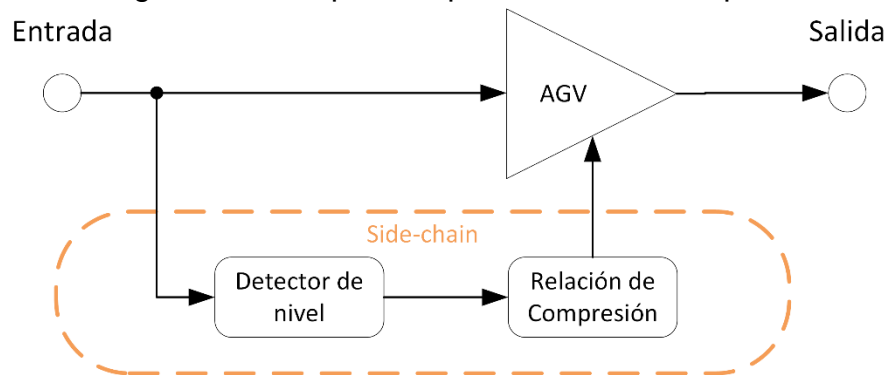 Entrada
Salida
AGV
Side-chain
Detector de
nivel
Relación de
Compresión